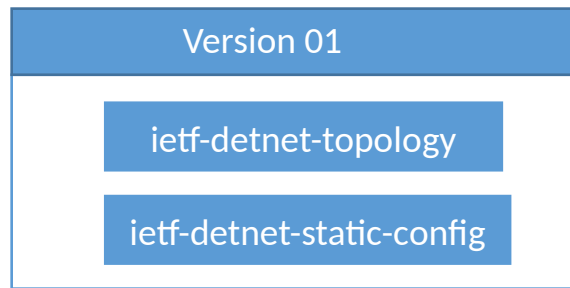 Version 01
ietf-detnet-topology
ietf-detnet-static-config